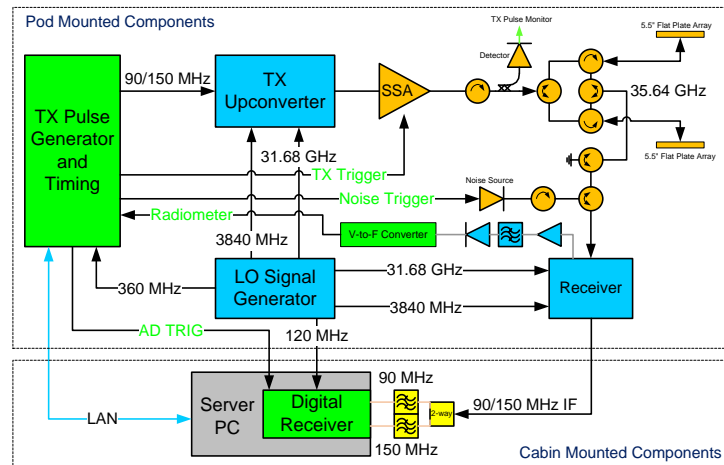 Pod Mounted Components
TX Pulse Monitor
5.5" Flat Plate Array
Detector
90/150 MHz
TX
Upconverter
SSA
35.64 GHz
TX Pulse
Generator
and
Timing
31.68 GHz
5.5" Flat Plate Array
TX Trigger
Noise Source
Noise Trigger
Radiometer
V-to-F Converter
3840 MHz
31.68 GHz
360 MHz
LO Signal
Generator
Receiver
3840 MHz
AD TRIG
120 MHz
90 MHz
Server
PC
Digital
Receiver
2-way
90/150 MHz IF
LAN
150 MHz
Cabin Mounted Components